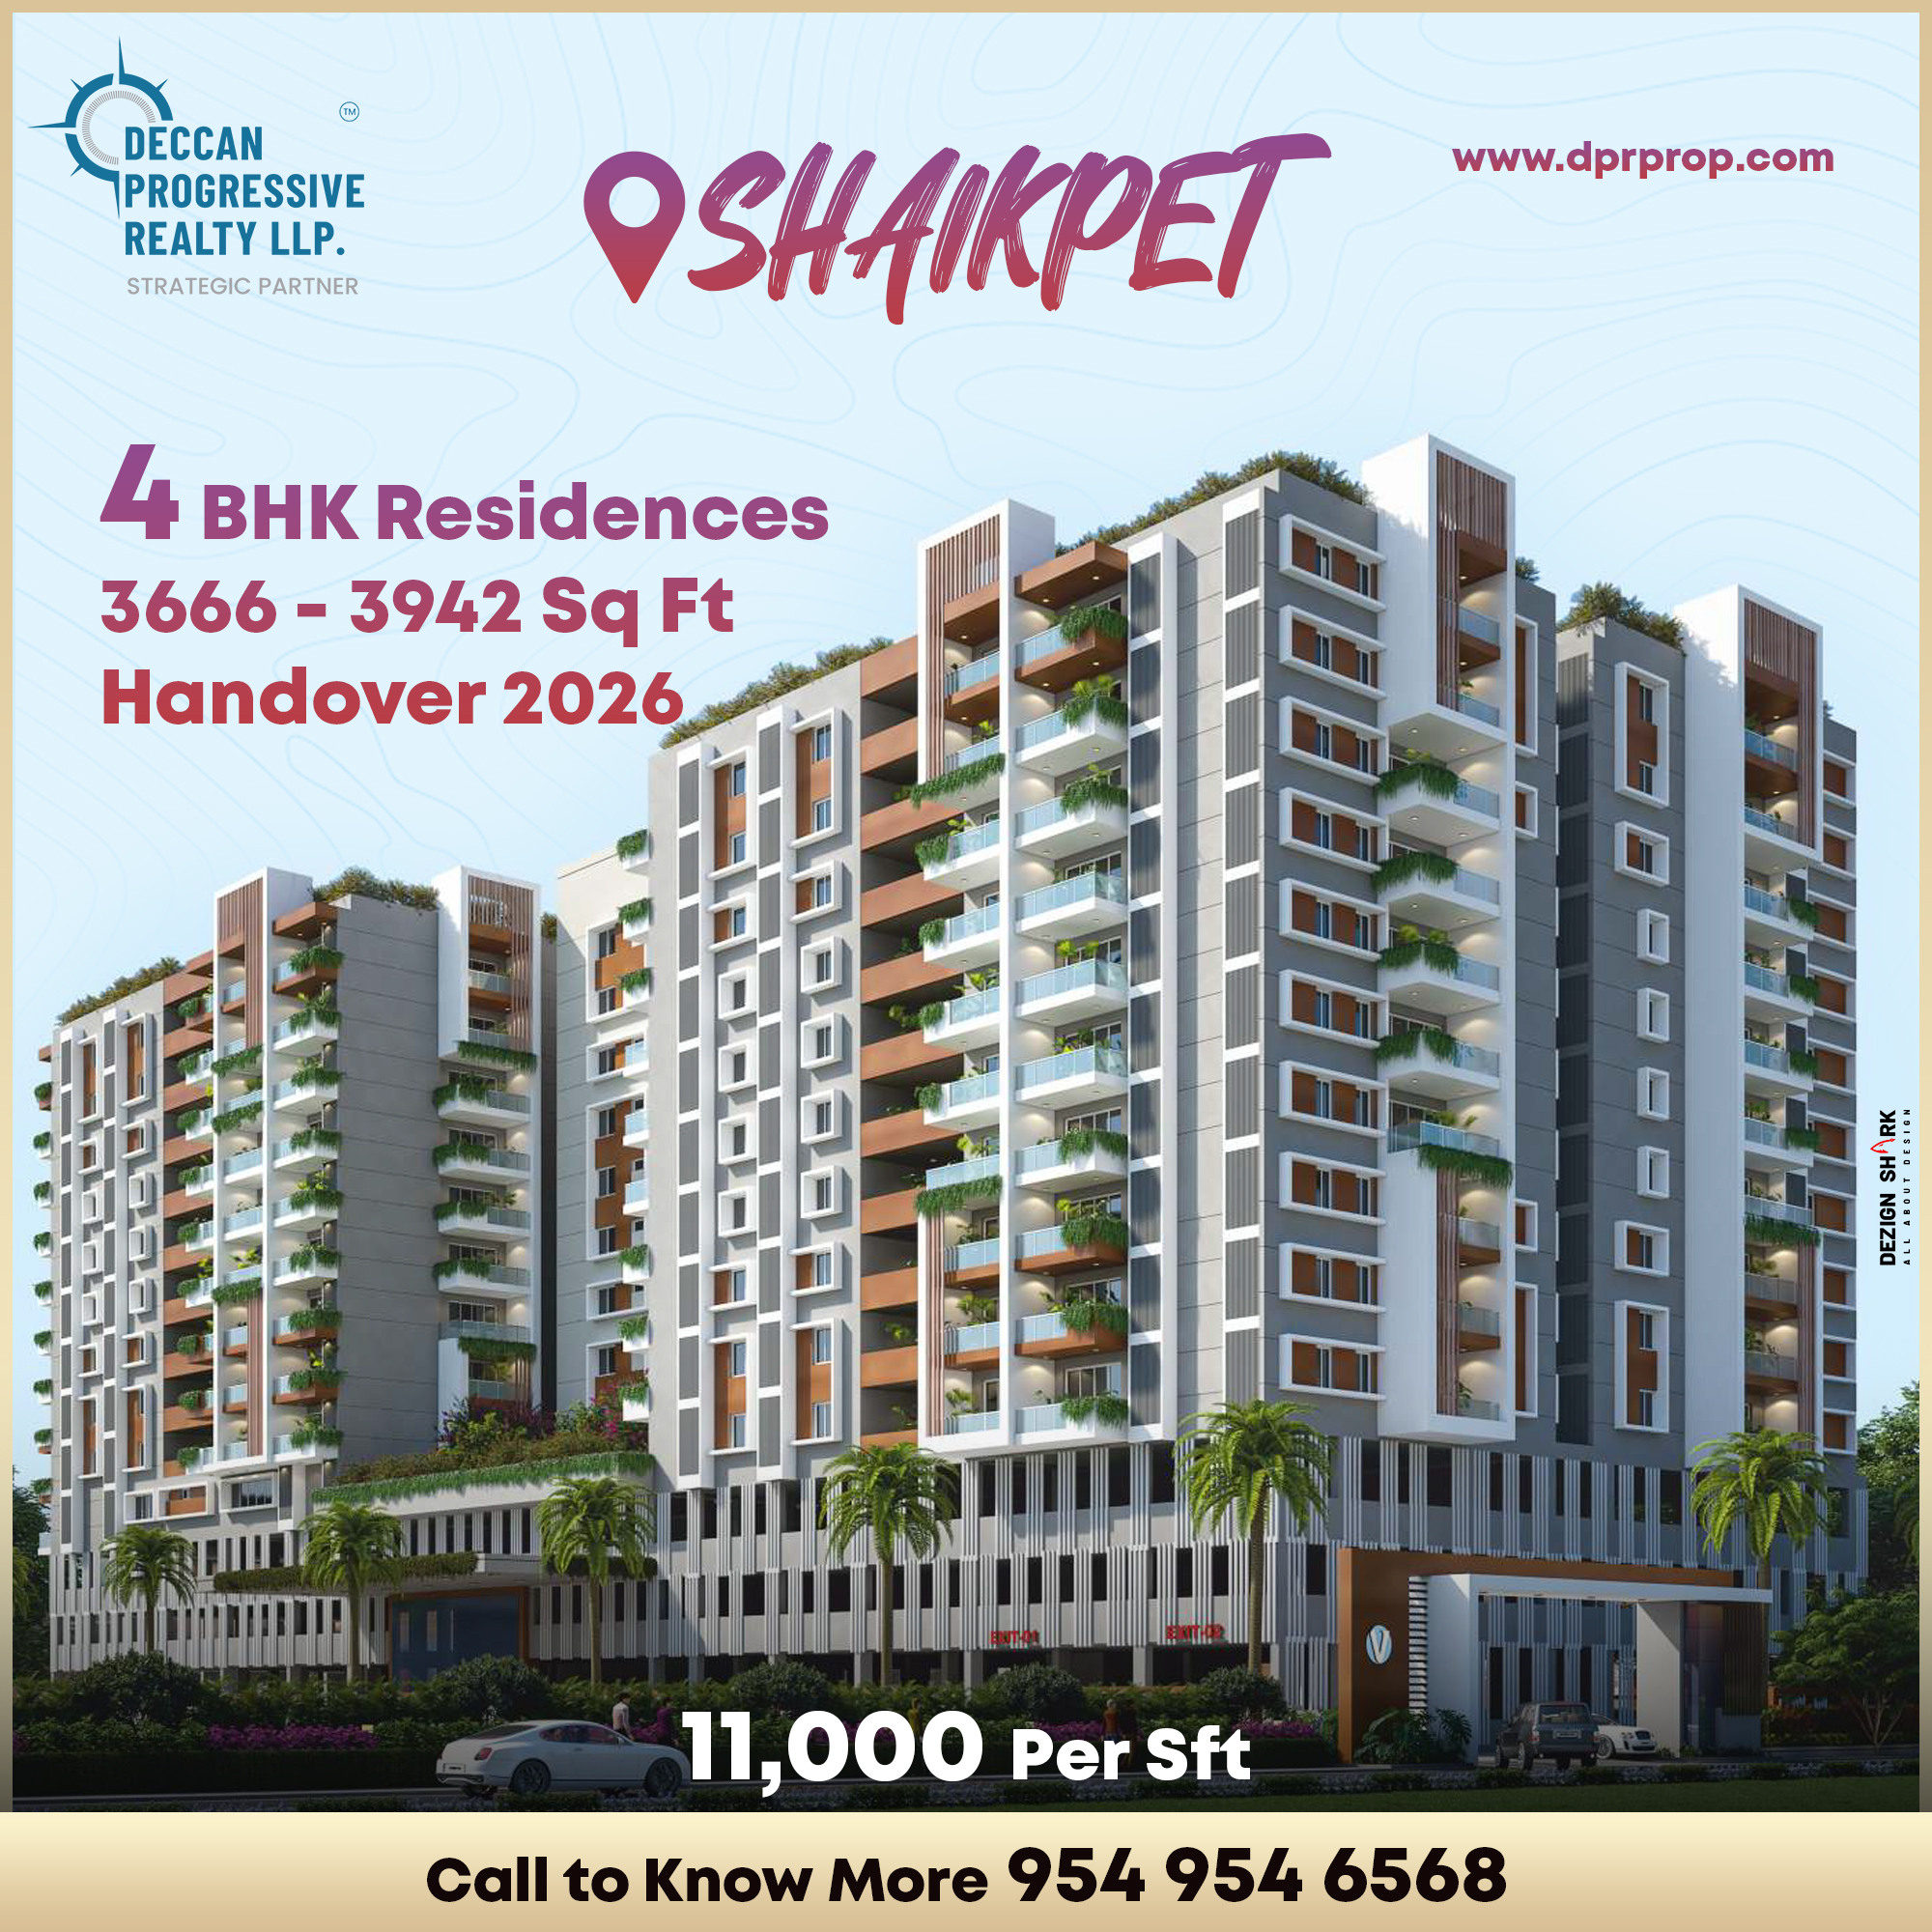 DECCAN
PROGRESSIVE
REALTY LLP.
TM
STRATEGIC PARTNER
SHAIKPET
www.dprprop.com
4 BHK Residences
3666 - 3942 Sq Ft
Handover 2026
DEZIGN SHARK
ALL ABOUT DESIGN
EXIT-01
EXIT-02
V
11,000 Per Sft
Call to Know More 954 954 6568